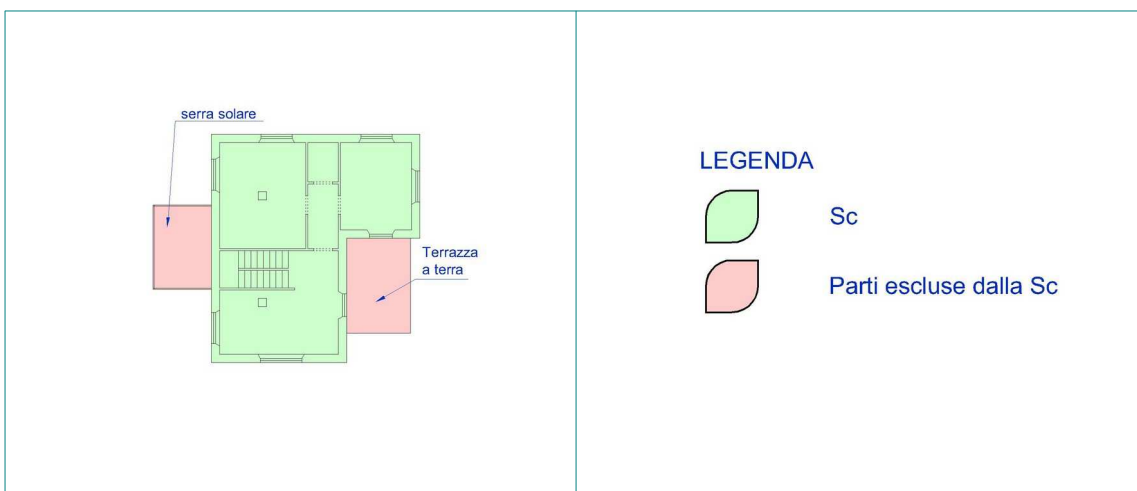 serra solare
Terrazza
a terra
LEGENDA
Sc
Parti escluse dalla Sc